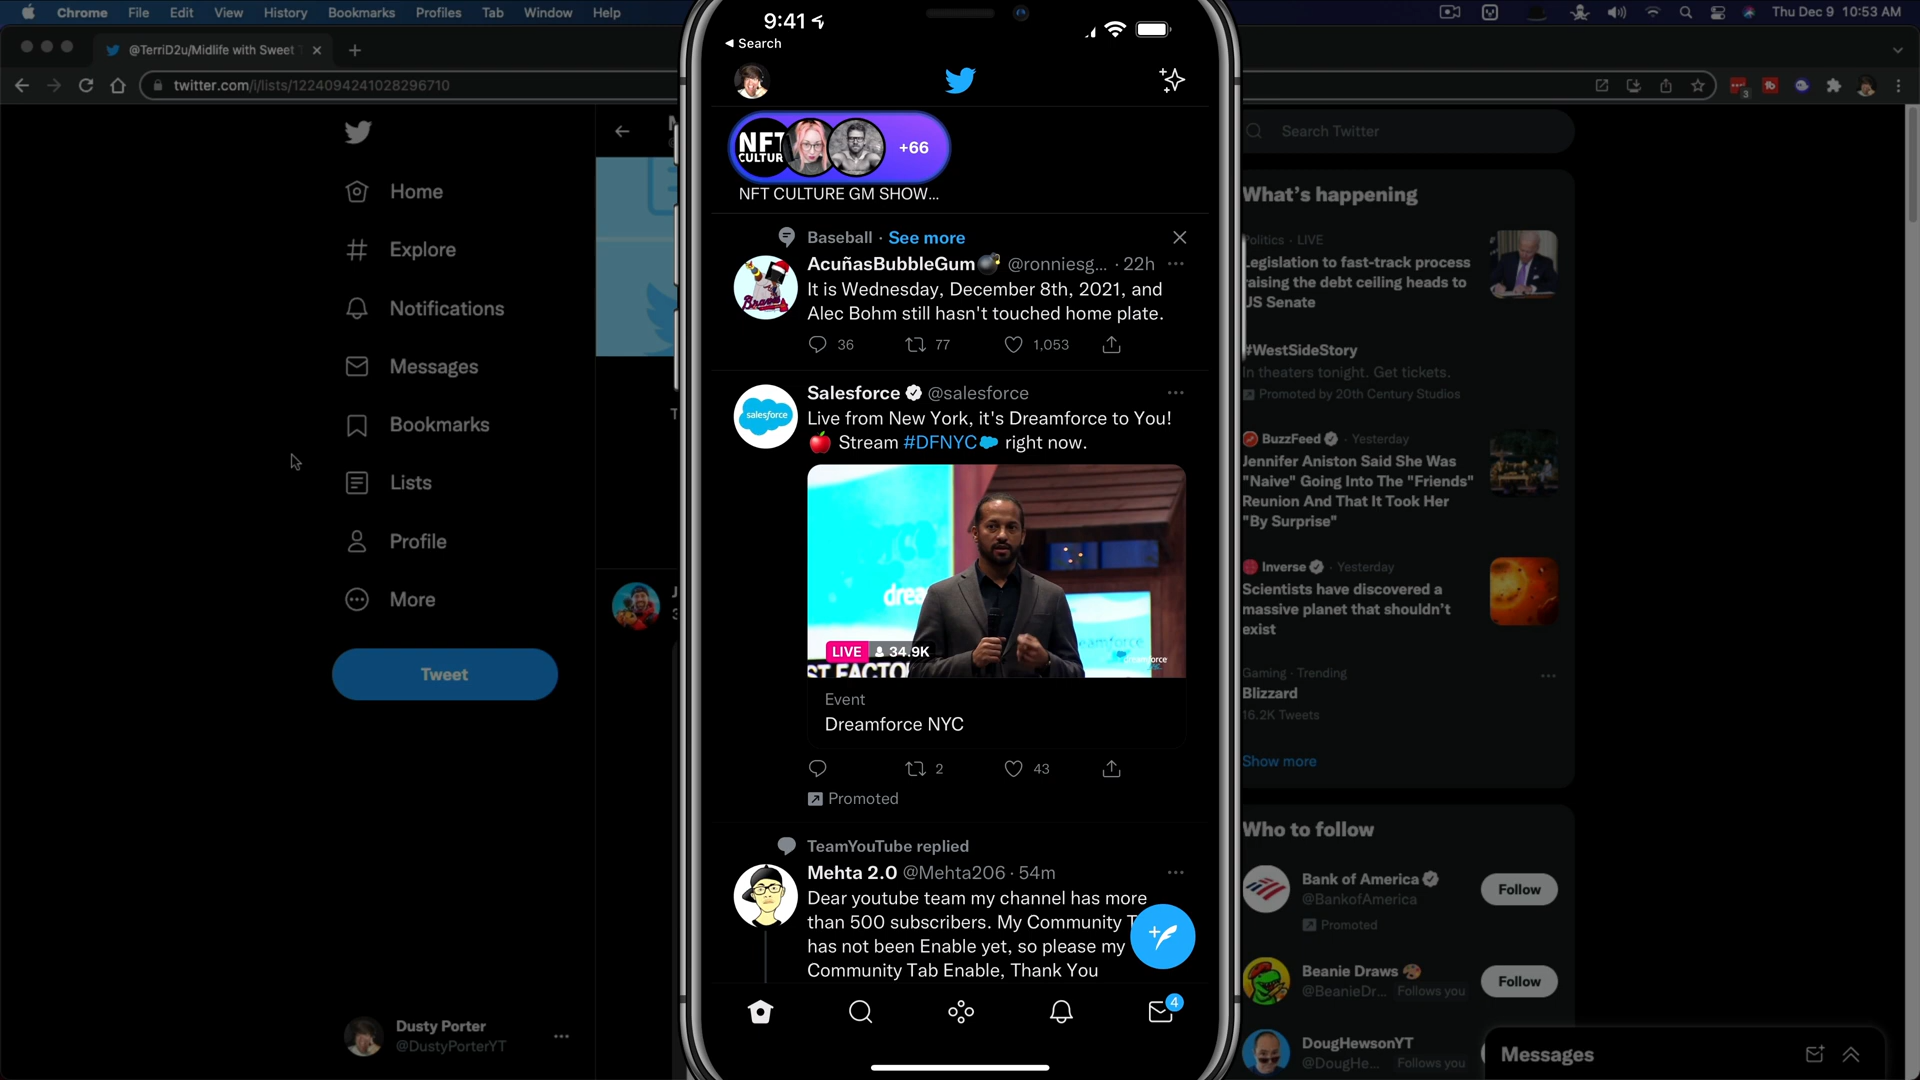 Chrome File Edit View History Bookmarks Profiles Tab Window Help
Thu Dec 9 10:53 AM
@TerriD2u/Midlife with Sweet
twitter.com/i/lists/1224094241028296710
Home
Explore
Notifications
Messages
Bookmarks
Lists
Profile
More
Tweet
Dusty Porter
@DustyPorterYT
9:41
Search
NFT
CULTUR
+66
NFT CULTURE GM SHOW...
Baseball · See more
AcuñasBubbleGum @ronniesg... · 22h
It is Wednesday, December 8th, 2021, and
Alec Bohm still hasn't touched home plate.
36 77 1,053
salesforce
Salesforce @salesforce
Live from New York, it's Dreamforce to You!
Stream #DFNYC right now.
LIVE 34.9K
Event
Dreamforce NYC
2 43
Promoted
TeamYouTube replied
Mehta 2.0 @Mehta206 · 54m
Dear youtube team my channel has more
than 500 subscribers. My Community T
has not been Enable yet, so please my
Community Tab Enable, Thank You
4
Search Twitter
What's happening
Politics · LIVE
Legislation to fast-track process
raising the debt ceiling heads to
US Senate
#WestSideStory
In theaters tonight. Get tickets.
Promoted by 20th Century Studios
BuzzFeed · Yesterday
Jennifer Aniston Said She Was
"Naive" Going Into The "Friends"
Reunion And That It Took Her
"By Surprise"
Inverse · Yesterday
Scientists have discovered a
massive planet that shouldn't
exist
Gaming · Trending
Blizzard
16.2K Tweets
Show more
Who to follow
Bank of America
@BankofAmerica
Promoted
Follow
Beanie Draws
@BeanieDr... Follows you
Follow
DougHewsonYT
@DougHe... Follows you
Messages